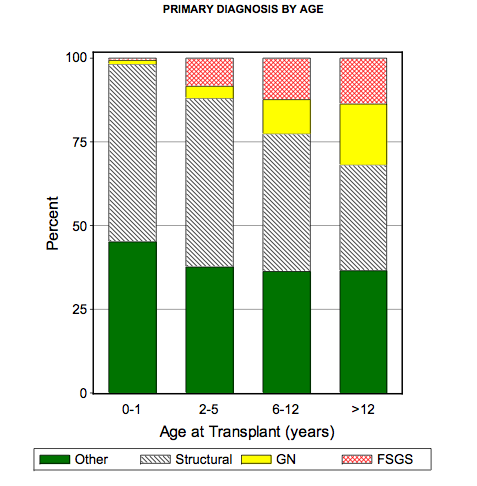 PRIMARY DIAGNOSIS BY AGE
100
75
50
25
0
Percent
0-1 2-5 6-12 >12
Age at Transplant (years)
Other Structural GN FSGS